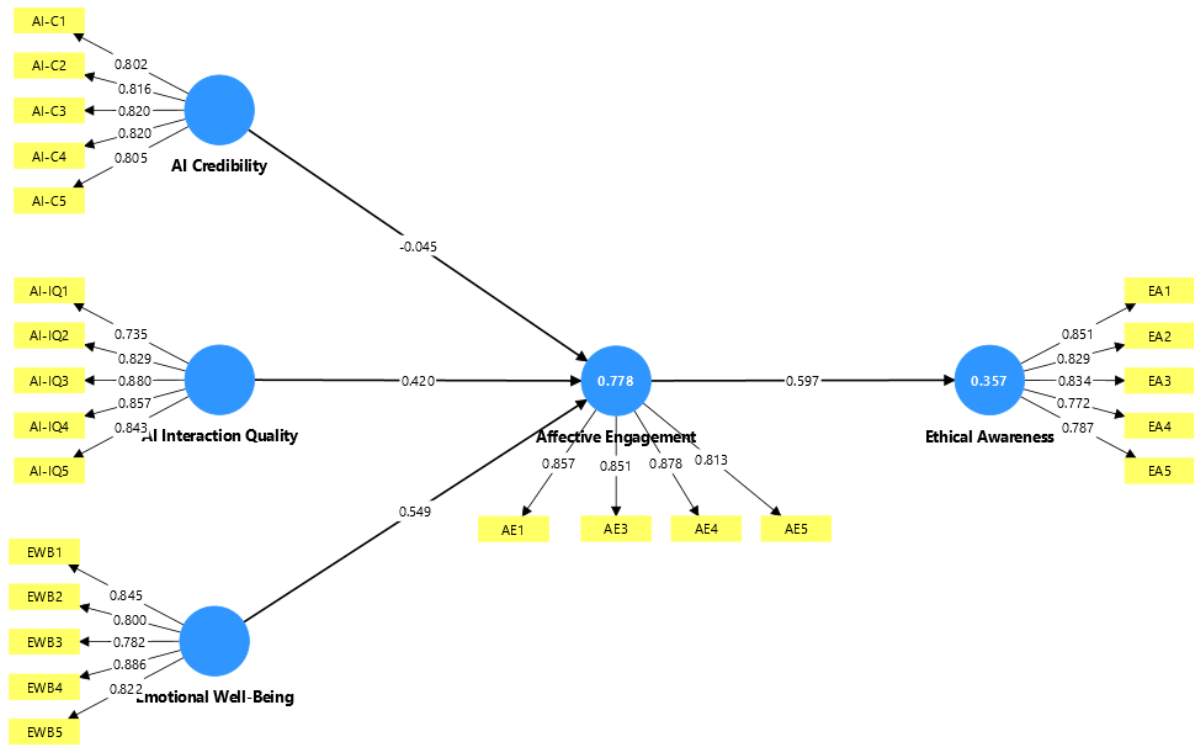 AI-C1
0.802
AI-C2
0.816
AI-C3
0.820
AI-C4
0.820
AI-C5
0.805
AI Credibility
-0.045
AI-IQ1
0.735
AI-IQ2
0.829
AI-IQ3
0.880
AI-IQ4
0.857
AI-IQ5
0.843
AI Interaction Quality
0.420
EWB1
0.845
EWB2
0.800
EWB3
0.782
EWB4
0.886
EWB5
0.822
Emotional Well-Being
0.549
0.778
Affective Engagement
0.857
0.851
0.878
0.813
AE1
AE3
AE4
AE5
0.597
0.357
Ethical Awareness
EA1
0.851
EA2
0.829
EA3
0.834
EA4
0.772
EA5
0.787